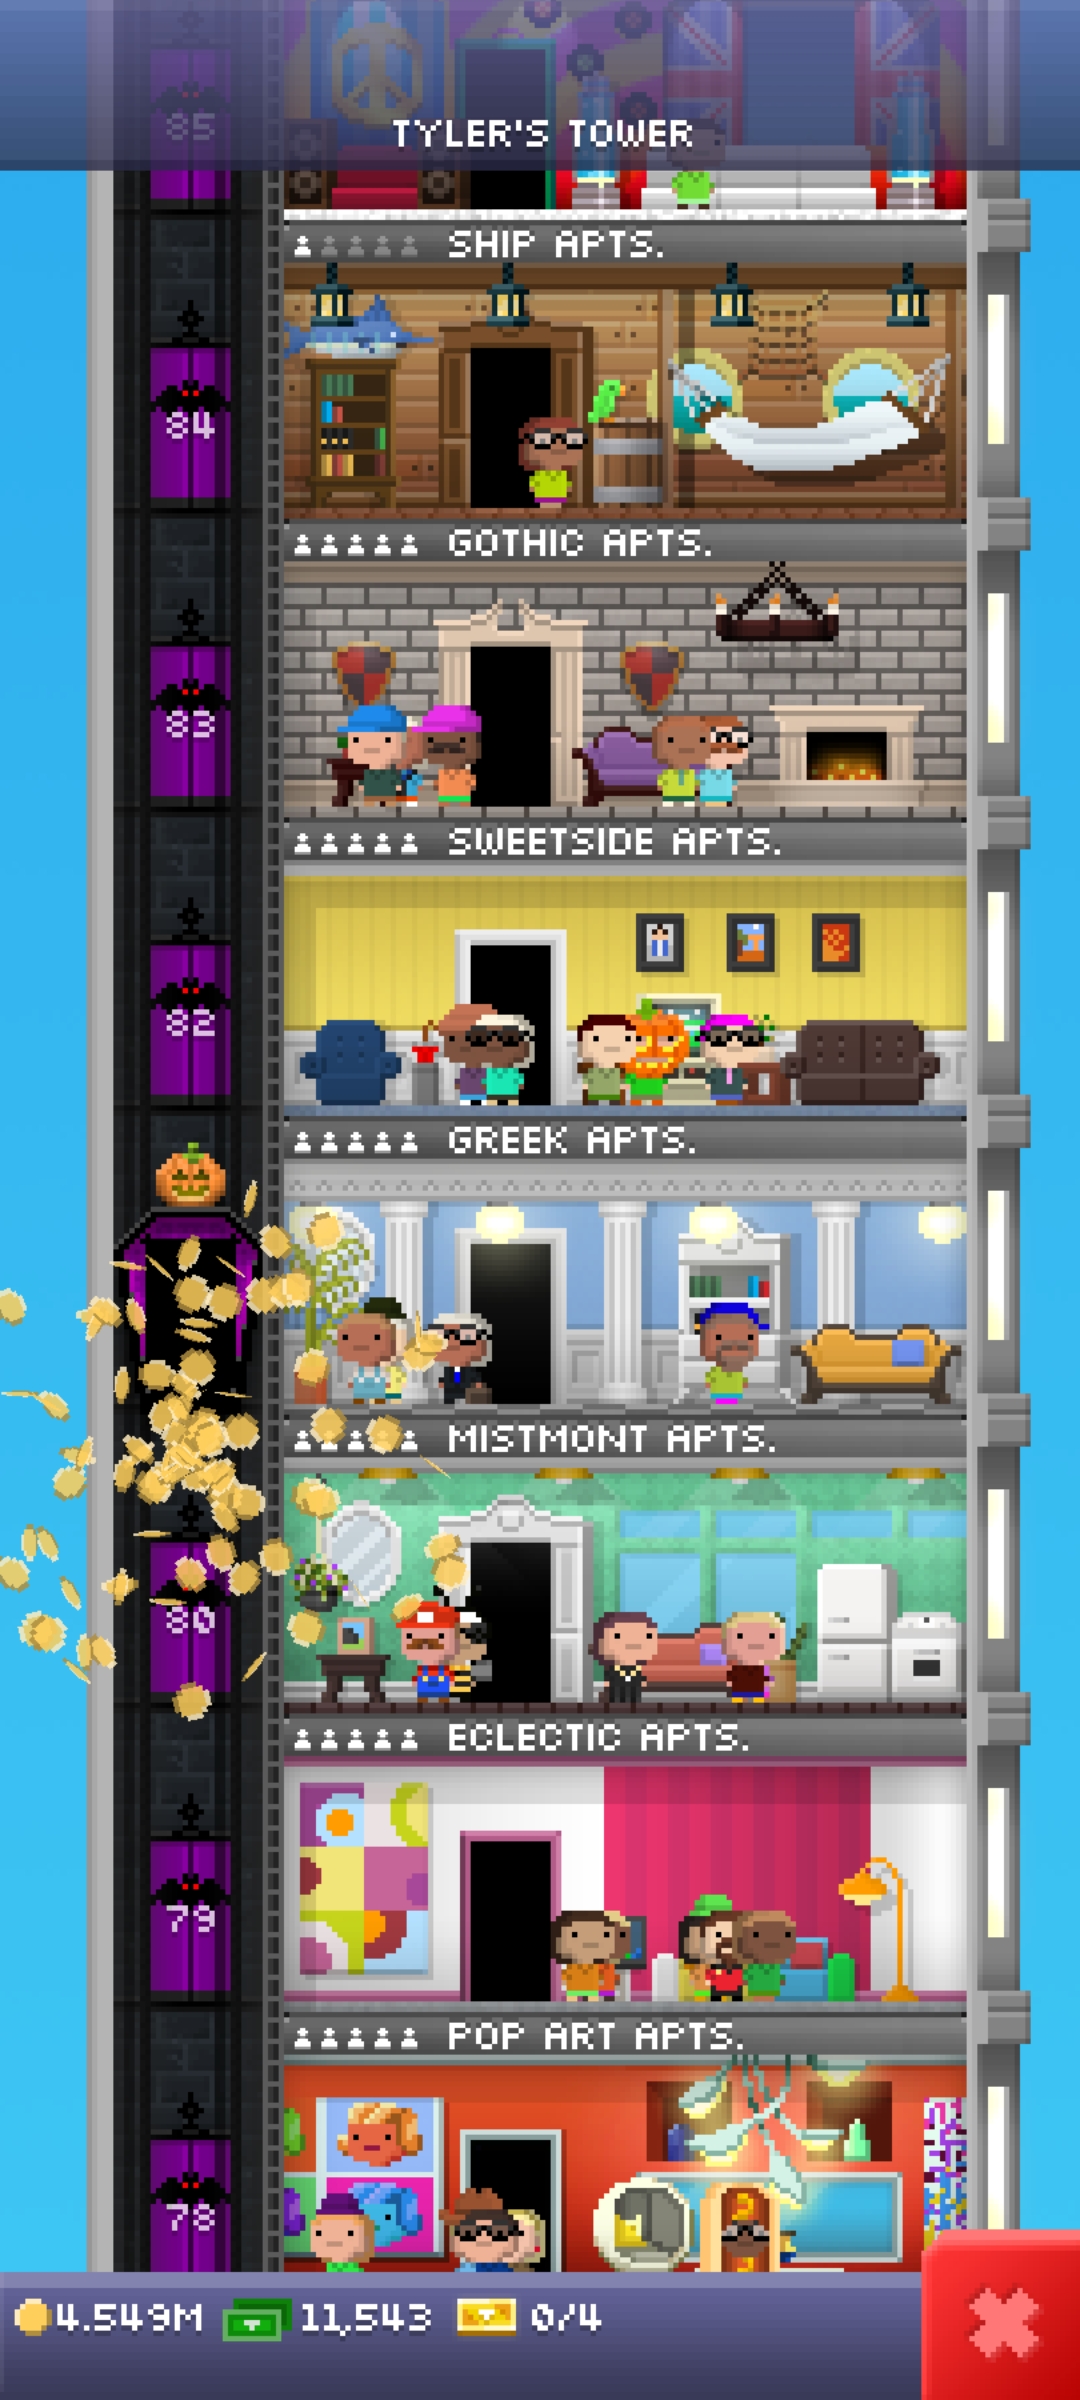 85
TYLER'S TOWER
SHIP APTS.
84
GOTHIC APTS.
83
SWEETSIDE APTS.
82
GREEK APTS.
MISTMONT APTS.
80
ECLECTIC APTS.
79
POP ART APTS.
78
4.549M 11,543 0/4